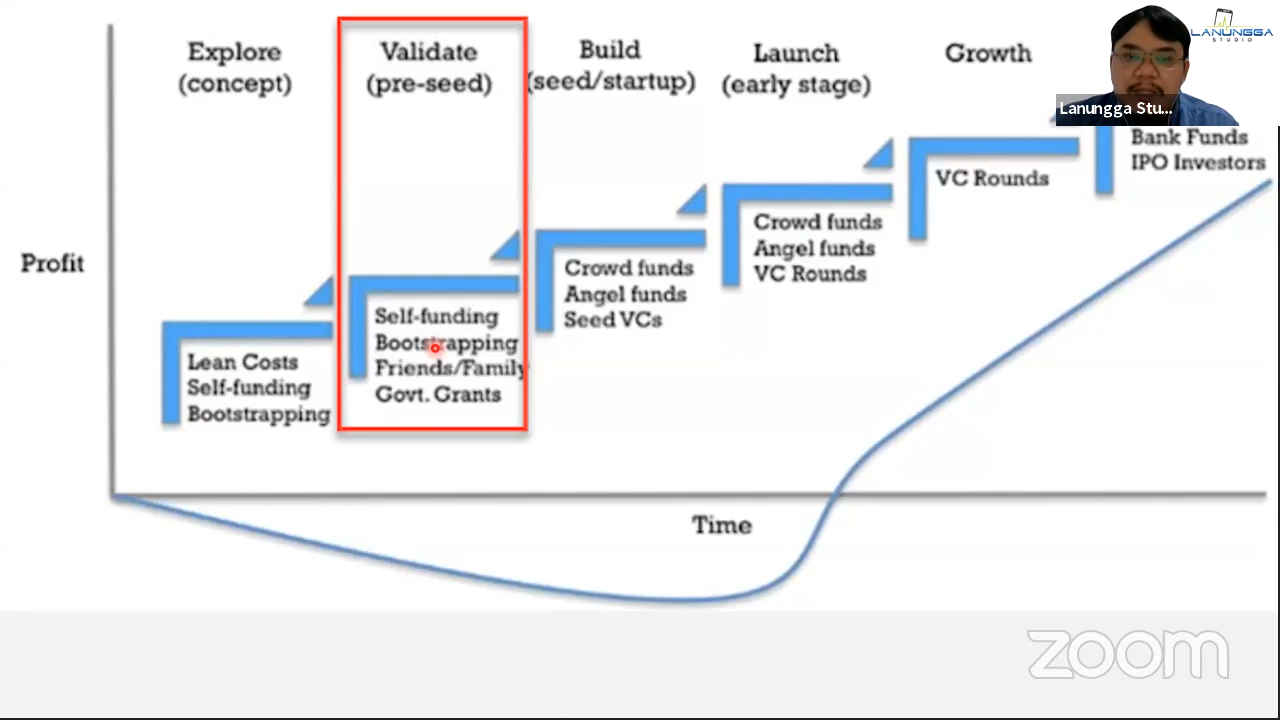 Explore
(concept)
Validate
(pre-seed)
Build
(seed/startup)
Launch
(early stage)
Growth
LANUNGGA
STUDIO
Lanungga Stu...
Bank Funds
IPO Investors
VC Rounds
Crowd funds
Angel funds
VC Rounds
Crowd funds
Angel funds
Seed VCs
Self-funding
Bootstrapping
Friends/Family
Govt. Grants
Lean Costs
Self-funding
Bootstrapping
Profit
Time
zoom